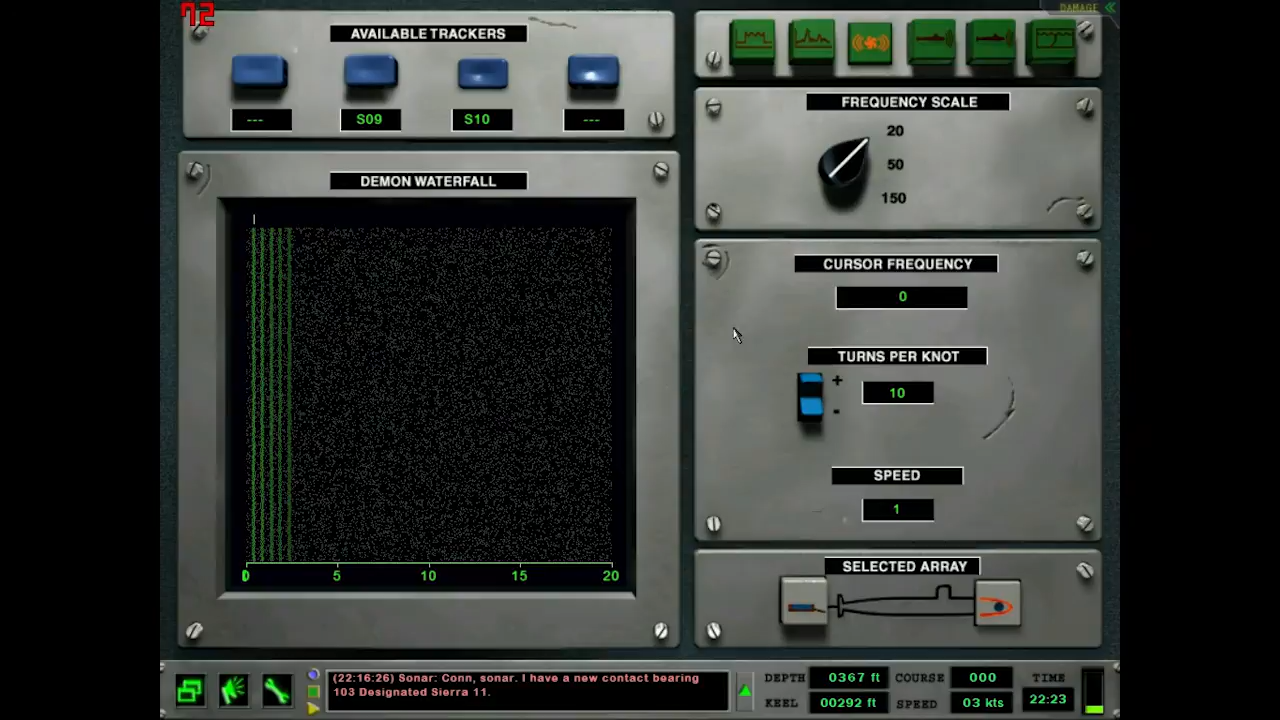 72
DAMAGE
AVAILABLE TRACKERS
--- S09 S10 ---
FREQUENCY SCALE
20
50
150
DEMON WATERFALL
0 5 10 15 20
CURSOR FREQUENCY
0
TURNS PER KNOT
+
10
-
SPEED
1
SELECTED ARRAY
(22:16:26) Sonar: Conn, sonar. I have a new contact bearing
103 Designated Sierra 11.
DEPTH 0367 ft COURSE 000 TIME
KEEL 00292 ft SPEED 03 kts 22:23